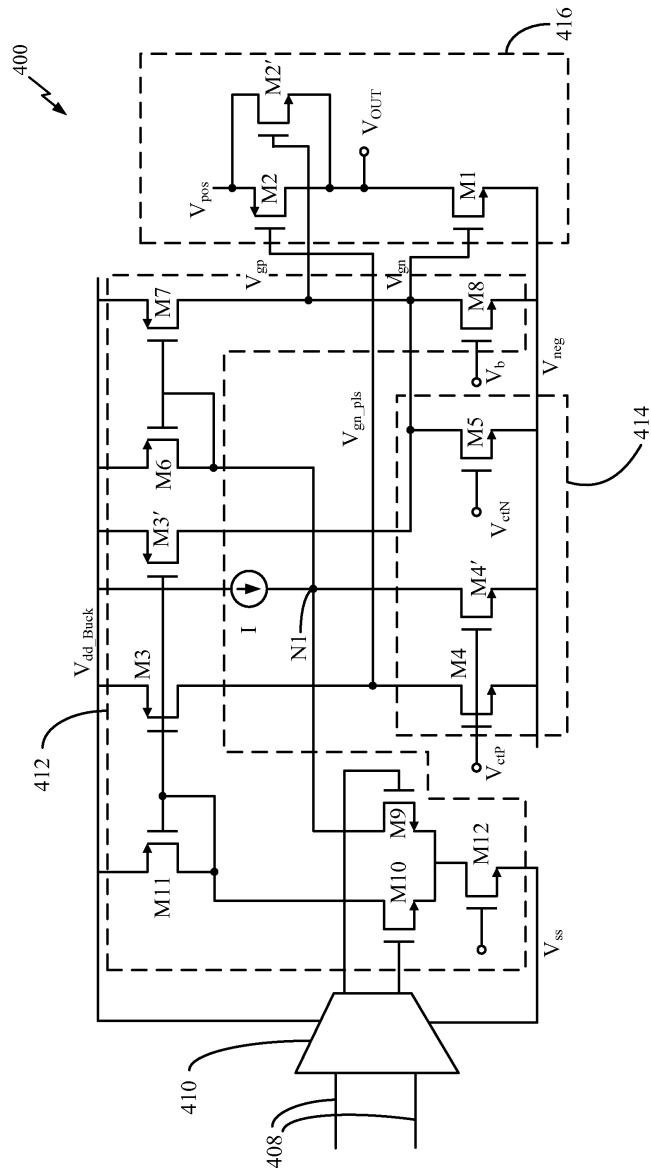 400
416
412
V_dd_Buck
M11
M3
M3′
M6
M7
V_pos
M2′
M2
V_gp
V_OUT
I
N1
V_gn_pls
V_gn
M1
M10
M9
M4
M4′
M5
M8
V_ctP
V_ctN
V_b
V_neg
M12
V_ss
414
410
408